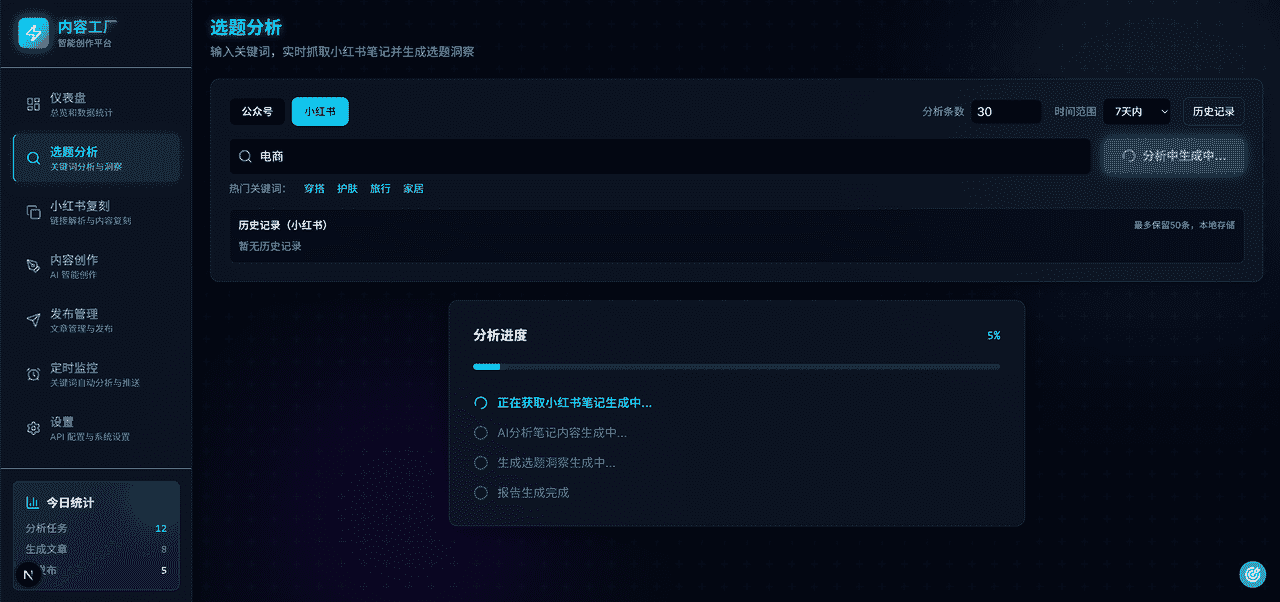 内容工厂
智能创作平台
仪表盘
总览和数据统计
选题分析
关键词分析与洞察
小红书复刻
链接解析与内容复刻
内容创作
AI 智能创作
发布管理
文章管理与发布
定时监控
关键词自动分析与推送
设置
API 配置与系统设置
今日统计
分析任务 12
生成文章 8
布 5
N
选题分析
输入关键词，实时抓取小红书笔记并生成选题洞察
公众号 小红书 分析条数 30 时间范围 7天内 历史记录
电商 分析中生成中...
热门关键词： 穿搭 护肤 旅行 家居
历史记录（小红书） 最多保留50条，本地存储
暂无历史记录
分析进度 5%
正在获取小红书笔记生成中...
AI分析笔记内容生成中...
生成选题洞察生成中...
报告生成完成